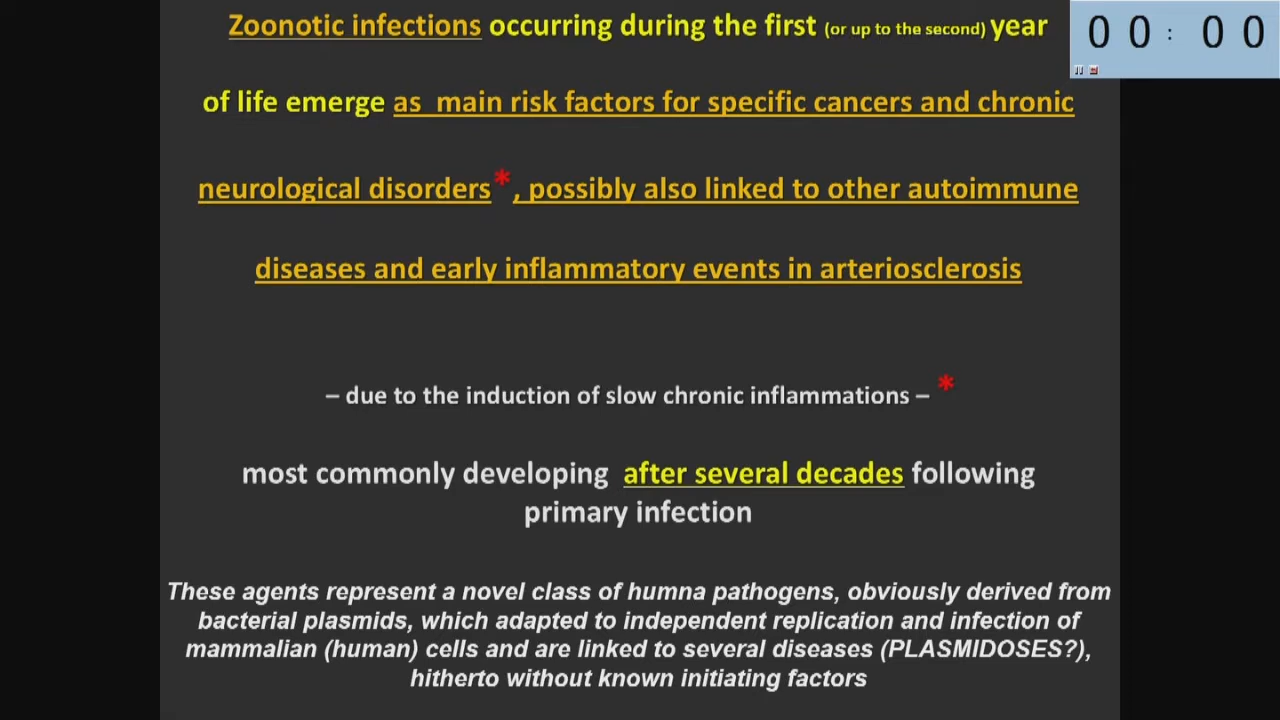 Zoonotic infections occurring during the first (or up to the second) year
00:00
of life emerge as main risk factors for specific cancers and chronic
neurological disorders*, possibly also linked to other autoimmune
diseases and early inflammatory events in arteriosclerosis
– due to the induction of slow chronic inflammations – *
most commonly developing after several decades following
primary infection
These agents represent a novel class of humna pathogens, obviously derived from
bacterial plasmids, which adapted to independent replication and infection of
mammalian (human) cells and are linked to several diseases (PLASMIDOSES?),
hitherto without known initiating factors